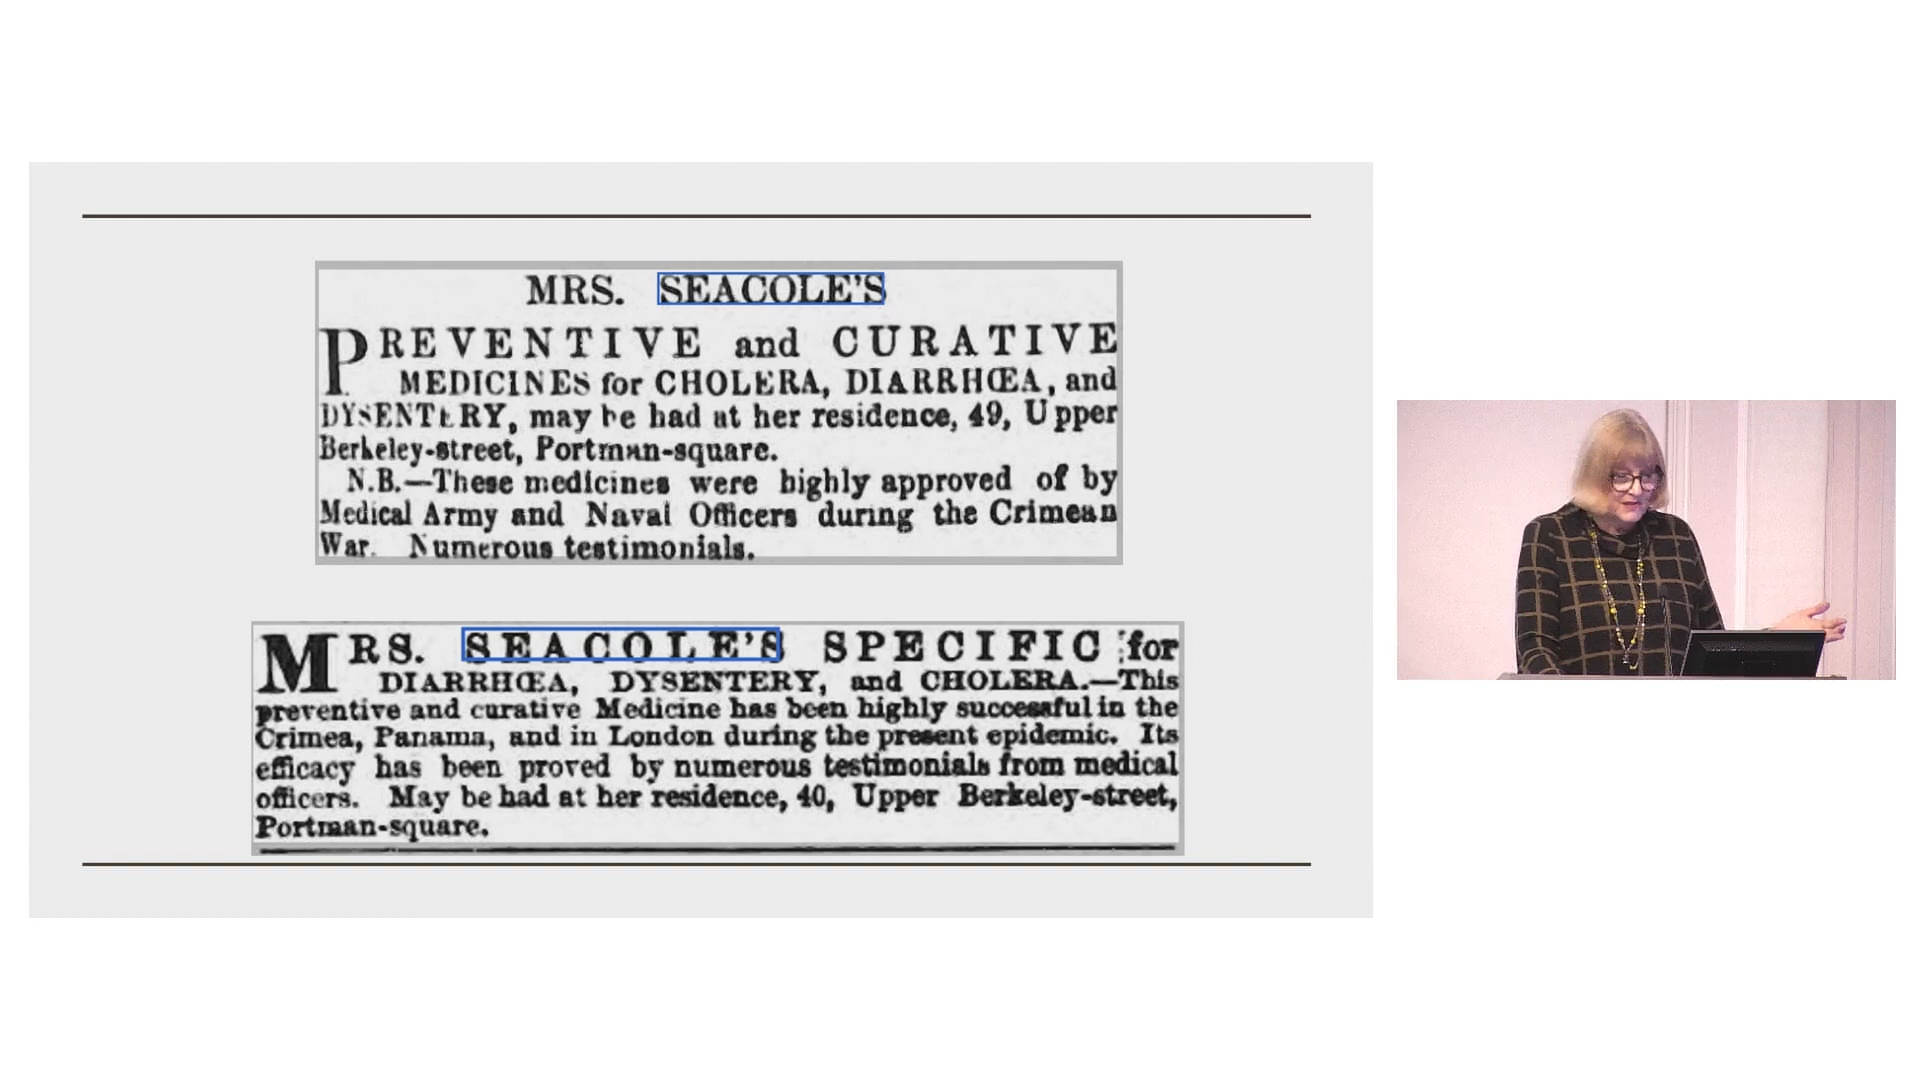 MRS. SEACOLE'S
PREVENTIVE and CURATIVE
MEDICINES for CHOLERA, DIARRHŒA, and
DYSENTERY, may be had at her residence, 49, Upper
Berkeley-street, Portman-square.
N.B.—These medicines were highly approved of by
Medical Army and Naval Officers during the Crimean
War. Numerous testimonials.
MRS. SEACOLE'S SPECIFIC for
DIARRHŒA, DYSENTERY, and CHOLERA.—This
preventive and curative Medicine has been highly successful in the
Crimea, Panama, and in London during the present epidemic. Its
efficacy has been proved by numerous testimonials from medical
officers. May be had at her residence, 40, Upper Berkeley-street,
Portman-square.